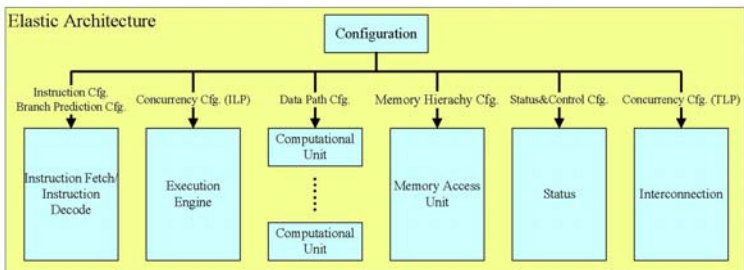 Elastic Architecture
Configuration
Instruction Cfg.
Branch Prediction Cfg.
Concurrency Cfg. (ILP)
Data Path Cfg.
Memory Hierachy Cfg.
Status&Control Cfg.
Concurrency Cfg. (TLP)
Instruction Fetch/
Instruction
Decode
Execution
Engine
Computational
Unit
Computational
Unit
Memory Access
Unit
Status
Interconnection